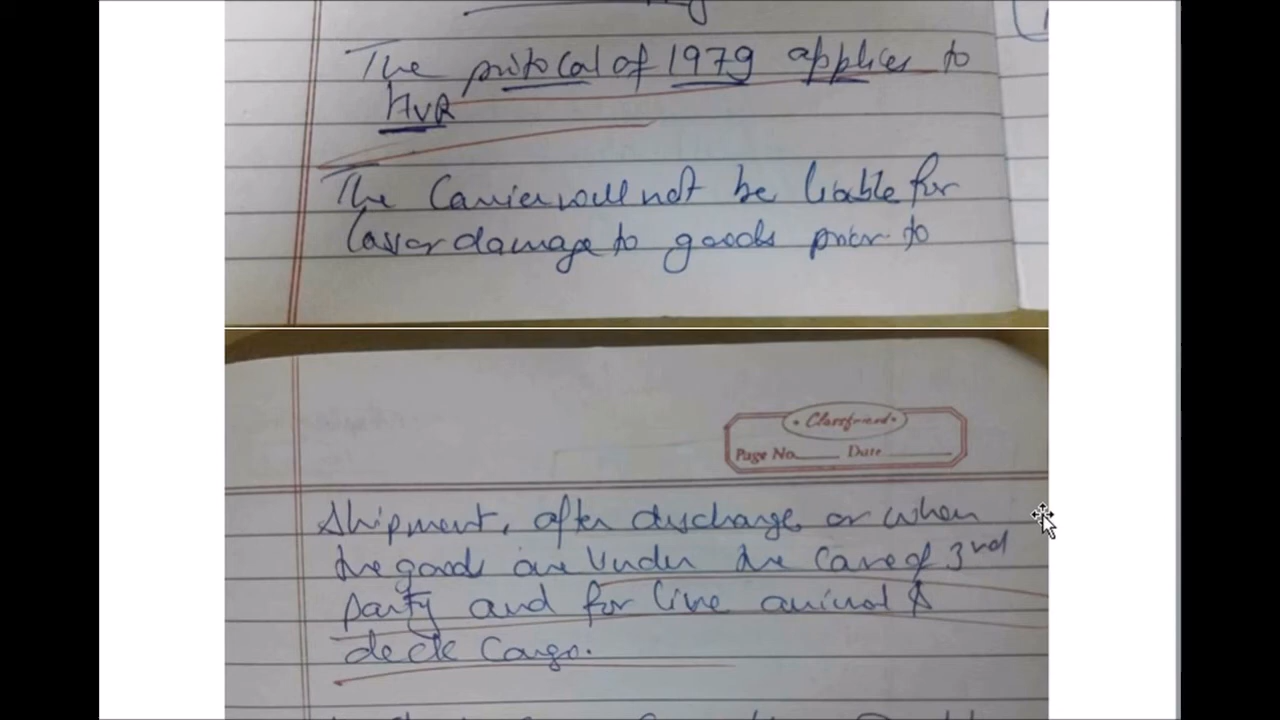 The protocal of 1979 applies to
HVR
The Carrier will not be liable for
loss or damage to goods prior to
Classfriend
Page No. Date
Shipment, after discharge or when
the goods are under the care of 3rd
party and for live animal &
deck cargo.